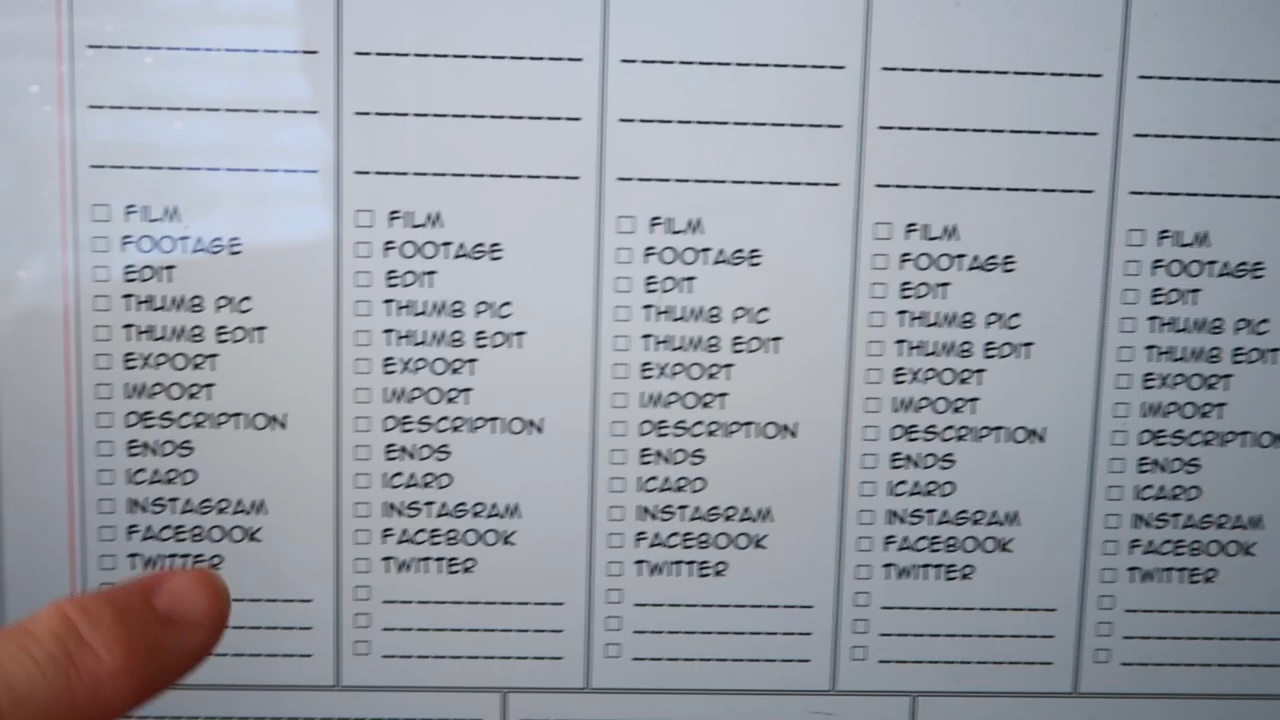 FILM
FOOTAGE
EDIT
THUMB PIC
THUMB EDIT
EXPORT
IMPORT
DESCRIPTION
ENDS
ICARD
INSTAGRAM
FACEBOOK
TWITTER
FILM
FOOTAGE
EDIT
THUMB PIC
THUMB EDIT
EXPORT
IMPORT
DESCRIPTION
ENDS
ICARD
INSTAGRAM
FACEBOOK
TWITTER
FILM
FOOTAGE
EDIT
THUMB PIC
THUMB EDIT
EXPORT
IMPORT
DESCRIPTION
ENDS
ICARD
INSTAGRAM
FACEBOOK
TWITTER
FILM
FOOTAGE
EDIT
THUMB PIC
THUMB EDIT
EXPORT
IMPORT
DESCRIPTION
ENDS
ICARD
INSTAGRAM
FACEBOOK
TWITTER
FILM
FOOTAGE
EDIT
THUMB PIC
THUMB EDIT
EXPORT
IMPORT
DESCRIPTION
ENDS
ICARD
INSTAGRAM
FACEBOOK
TWITTER